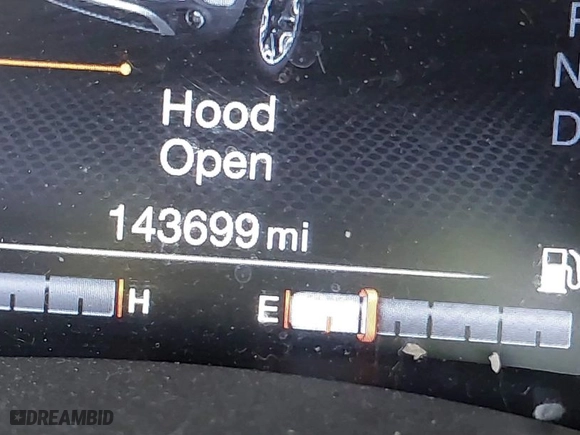 Hood
Open
143699 mi
N
D
H
E
DREAMBID